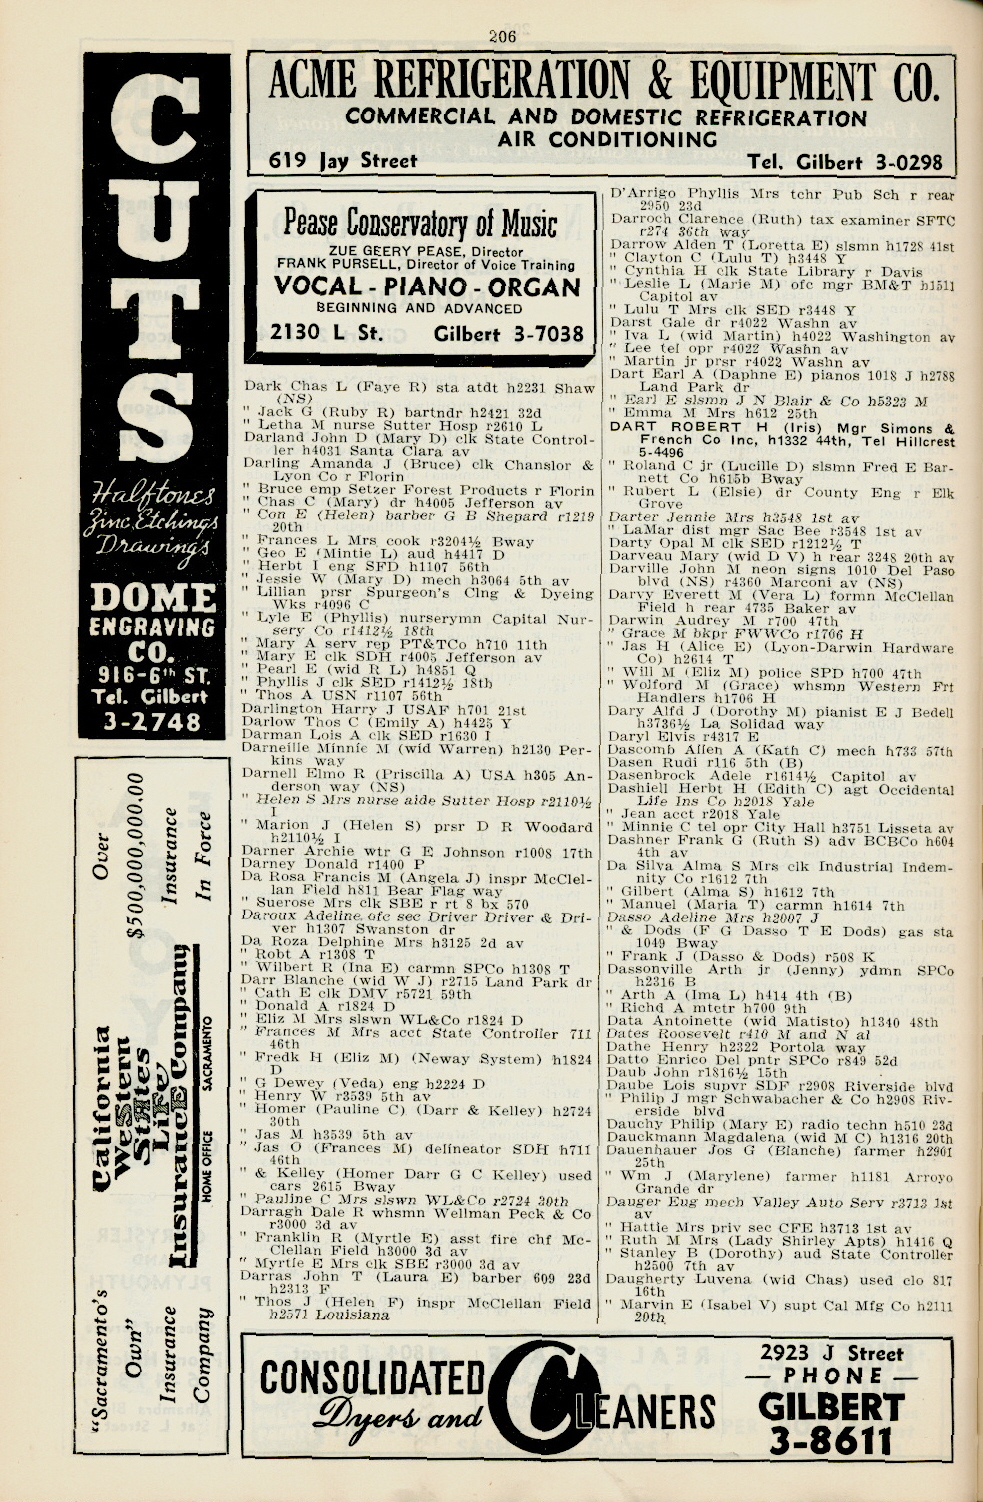 206
CUTS
Halftones
Zinc Etchings
Drawings
DOME
ENGRAVING
CO.
916-6th ST.
Tel. Gilbert
3-2748
"Sacramento's
Own"
Insurance
Company
California
Western
States
Life
Insurance Company
HOME OFFICE SACRAMENTO
Over
$500,000,000.00
Insurance
In Force
ACME REFRIGERATION & EQUIPMENT CO.
COMMERCIAL AND DOMESTIC REFRIGERATION
AIR CONDITIONING
619 Jay Street Tel. Gilbert 3-0298
Pease Conservatory of Music
ZUE GEERY PEASE, Director
FRANK PURSELL, Director of Voice Training
VOCAL - PIANO - ORGAN
BEGINNING AND ADVANCED
2130 L St. Gilbert 3-7038
Dark Chas L (Faye R) sta atdt h2231 Shaw
(NS)
" Jack G (Ruby R) bartndr h2421 32d
" Letha M nurse Sutter Hosp r2610 L
Darland John D (Mary D) clk State Control-
ler h4031 Santa Clara av
Darling Amanda J (Bruce) clk Chanslor &
Lyon Co r Florin
" Bruce emp Setzer Forest Products r Florin
" Chas C (Mary) dr h4005 Jefferson av
" Con E (Helen) barber G B Shepard r1219
20th
" Frances L Mrs cook r3204½ Bway
" Geo E (Mintie L) aud h4417 D
" Herbt I eng SFD h1107 56th
" Jessie W (Mary D) mech h3064 5th av
" Lillian prsr Spurgeon's Clng & Dyeing
Wks r4096 C
" Lyle E (Phyllis) nurserymn Capital Nur-
sery Co r1412½ 18th
" Mary A serv rep PT&TCo h710 11th
" Mary E clk SDH r4005 Jefferson av
" Pearl E (wid R L) h4851 Q
" Phyllis J clk SED r1412½ 18th
" Thos A USN r1107 56th
Darlington Harry J USAF h701 21st
Darlow Thos C (Emily A) h4425 Y
Darman Lois A clk SED r1630 I
Darneille Minnie M (wid Warren) h2130 Per-
kins way
Darnell Elmo R (Priscilla A) USA h305 An-
derson way (NS)
" Helen S Mrs nurse aide Sutter Hosp r2110½
I
" Marion J (Helen S) prsr D R Woodard
h2110½ I
Darner Archie wtr G E Johnson r1008 17th
Darney Donald r1400 P
Da Rosa Francis M (Angela J) inspr McClel-
lan Field h811 Bear Flag way
" Suerose Mrs clk SBE r rt 8 bx 570
Daroux Adeline ofc sec Driver Driver & Dri-
ver h1307 Swanston dr
Da Roza Delphine Mrs h3125 2d av
" Robt A r1308 T
" Wilbert R (Ina E) carmn SPCo h1308 T
Darr Blanche (wid W J) r2715 Land Park dr
" Cath E clk DMV r5721 59th
" Donald A r1824 D
" Eliz M Mrs slswn WL&Co r1824 D
" Frances M Mrs acct State Controller 711
46th
" Fredk H (Eliz M) (Neway System) h1824
D
" G Dewey (Veda) eng h2224 D
" Henry W r3539 5th av
" Homer (Pauline C) (Darr & Kelley) h2724
30th
" Jas M h3539 5th av
" Jas O (Frances M) delineator SDH h711
46th
" & Kelley (Homer Darr G C Kelley) used
cars 2615 Bway
" Pauline C Mrs slswn WL&Co r2724 30th
Darragh Dale R whsmn Wellman Peck & Co
r3000 3d av
" Franklin R (Myrtle E) asst fire chf Mc-
Clellan Field h3000 3d av
" Myrtle E Mrs clk SBE r3000 3d av
Darras John T (Laura E) barber 609 23d
h2313 F
" Thos J (Helen F) inspr McClellan Field
h2571 Louisiana
D'Arrigo Phyllis Mrs tchr Pub Sch r rear
2950 23d
Darroch Clarence (Ruth) tax examiner SFTC
r274 36th way
Darrow Alden T (Loretta E) slsmn h1728 41st
" Clayton C (Lulu T) h3448 Y
" Cynthia H clk State Library r Davis
" Leslie L (Marie M) ofc mgr BM&T h1511
Capitol av
" Lulu T Mrs clk SED r3448 Y
Darst Gale dr r4022 Washn av
" Iva L (wid Martin) h4022 Washington av
" Lee tel opr r4022 Washn av
" Martin jr prsr r4022 Washn av
Dart Earl A (Daphne E) pianos 1018 J h2788
Land Park dr
" Earl E slsmn J N Blair & Co h5323 M
" Emma M Mrs h612 25th
DART ROBERT H (Iris) Mgr Simons &
French Co Inc, h1332 44th, Tel Hillcrest
5-4496
" Roland C jr (Lucille D) slsmn Fred E Bar-
nett Co h615b Bway
" Rubert L (Elsie) dr County Eng r Elk
Grove
Darter Jennie Mrs h3548 1st av
" LaMar dist mgr Sac Bee r3548 1st av
Darty Opal M clk SED r1212½ T
Darveau Mary (wid D V) h rear 3248 20th av
Darville John M neon signs 1010 Del Paso
blvd (NS) r4360 Marconi av (NS)
Darvy Everett M (Vera L) formn McClellan
Field h rear 4735 Baker av
Darwin Audrey M r700 47th
" Grace M bkpr FWWCo r1706 H
" Jas H (Alice E) (Lyon-Darwin Hardware
Co) h2614 T
" Will M (Eliz M) police SPD h700 47th
" Wolford M (Grace) whsmn Western Frt
Handlers h1706 H
Dary Alfd J (Dorothy M) pianist E J Bedell
h3736½ La Solidad way
Daryl Elvis r4317 E
Dascomb Allen A (Kath C) mech h733 57th
Dasen Rudi r116 5th (B)
Dasenbrock Adele r1614½ Capitol av
Dashiell Herbt H (Edith C) agt Occidental
Life Ins Co h2018 Yale
" Jean acct r2018 Yale
" Minnie C tel opr City Hall h3751 Lisseta av
Dashner Frank G (Ruth S) adv BCBCo h604
4th av
Da Silva Alma S Mrs clk Industrial Indem-
nity Co r1612 7th
" Gilbert (Alma S) h1612 7th
" Manuel (Maria T) carmn h1614 7th
Dasso Adeline Mrs h2007 J
" & Dods (F G Dasso T E Dods) gas sta
1049 Bway
" Frank J (Dasso & Dods) r508 K
Dassonville Arth jr (Jenny) ydmn SPCo
h2316 B
" Arth A (Ima L) h414 4th (B)
" Richd A mtctr h700 9th
Data Antoinette (wid Matisto) h1340 48th
Dates Roosevelt r410 M and N al
Dathe Henry h2322 Portola way
Datto Enrico Del pntr SPCo r849 52d
Daub John r1816½ 15th
Daube Lois supvr SDF r2908 Riverside blvd
" Philip J mgr Schwabacher & Co h2908 Riv-
erside blvd
Dauchy Philip (Mary E) radio techn h510 23d
Dauckmann Magdalena (wid M C) h1316 20th
Dauenhauer Jos G (Blanche) farmer h2961
25th
" Wm J (Marylene) farmer h1181 Arroyo
Grande dr
Dauger Eug mech Valley Auto Serv r3713 1st
av
" Hattie Mrs priv sec CFE h3713 1st av
" Ruth M Mrs (Lady Shirley Apts) h1416 Q
" Stanley B (Dorothy) aud State Controller
h2500 7th av
Daugherty Luvena (wid Chas) used clo 817
16th
" Marvin E (Isabel V) supt Cal Mfg Co h2111
20th
CONSOLIDATED
Dyers and CLEANERS
2923 J Street
— PHONE —
GILBERT
3-8611